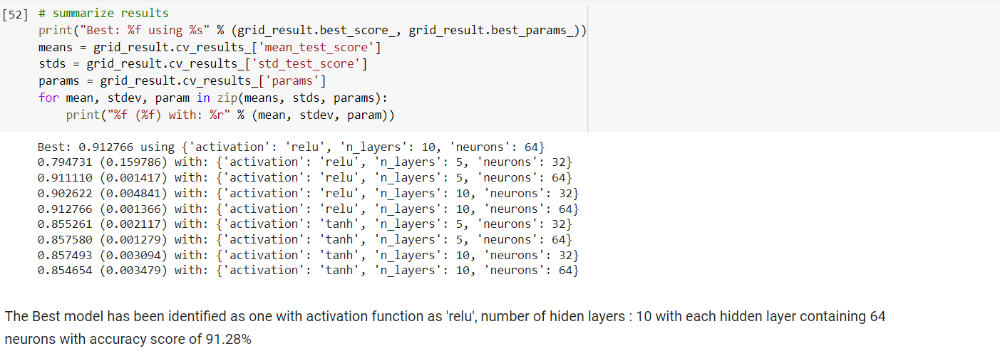 [52] # summarize results
print("Best: %f using %s" % (grid_result.best_score_, grid_result.best_params_))
means = grid_result.cv_results_['mean_test_score']
stds = grid_result.cv_results_['std_test_score']
params = grid_result.cv_results_['params']
for mean, stdev, param in zip(means, stds, params):
    print("%f (%f) with: %r" % (mean, stdev, param))
Best: 0.912766 using {'activation': 'relu', 'n_layers': 10, 'neurons': 64}
0.794731 (0.159786) with: {'activation': 'relu', 'n_layers': 5, 'neurons': 32}
0.911110 (0.001417) with: {'activation': 'relu', 'n_layers': 5, 'neurons': 64}
0.902622 (0.004841) with: {'activation': 'relu', 'n_layers': 10, 'neurons': 32}
0.912766 (0.001366) with: {'activation': 'relu', 'n_layers': 10, 'neurons': 64}
0.855261 (0.002117) with: {'activation': 'tanh', 'n_layers': 5, 'neurons': 32}
0.857580 (0.001279) with: {'activation': 'tanh', 'n_layers': 5, 'neurons': 64}
0.857493 (0.003094) with: {'activation': 'tanh', 'n_layers': 10, 'neurons': 32}
0.854654 (0.003479) with: {'activation': 'tanh', 'n_layers': 10, 'neurons': 64}
The Best model has been identified as one with activation function as 'relu', number of hiden layers : 10 with each hidden layer containing 64
neurons with accuracy score of 91.28%